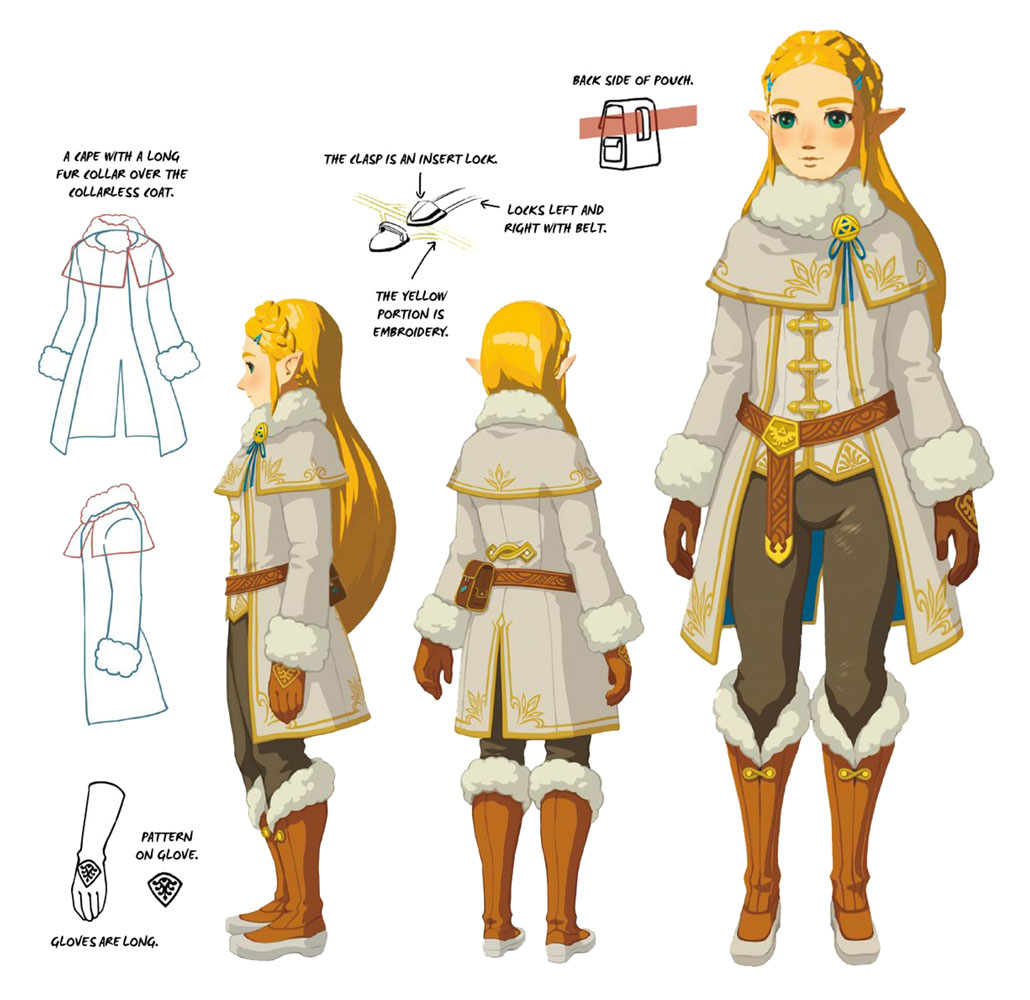 BACK SIDE OF POUCH.
A CAPE WITH A LONG
FUR COLLAR OVER THE
COLLARLESS COAT.
THE CLASP IS AN INSERT LOCK.
LOCKS LEFT AND
RIGHT WITH BELT.
THE YELLOW
PORTION IS
EMBROIDERY.
PATTERN
ON GLOVE.
GLOVES ARE LONG.